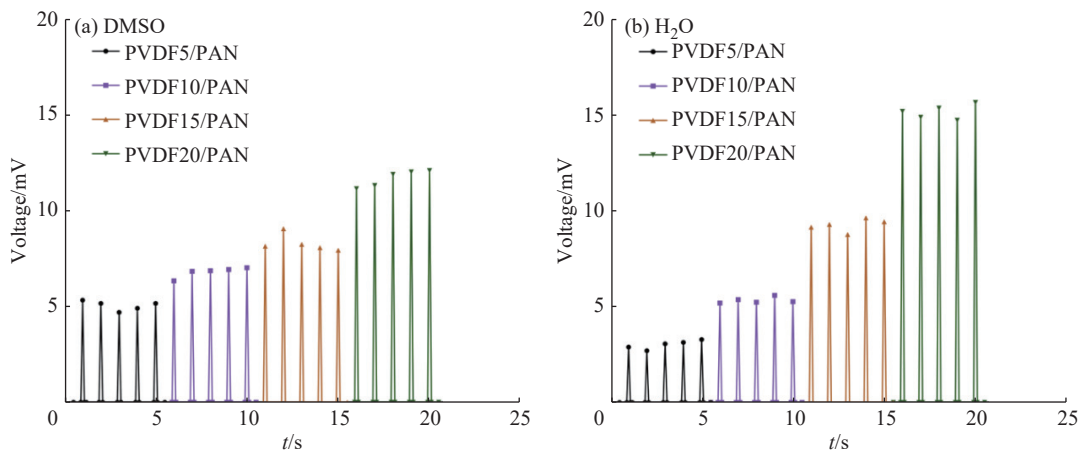 (a) DMSO
PVDF5/PAN
PVDF10/PAN
PVDF15/PAN
PVDF20/PAN
Voltage/mV
20
15
10
5
0
5
10
15
20
25
t/s
(b) H₂O
PVDF5/PAN
PVDF10/PAN
PVDF15/PAN
PVDF20/PAN
Voltage/mV
20
15
10
5
0
5
10
15
20
25
t/s